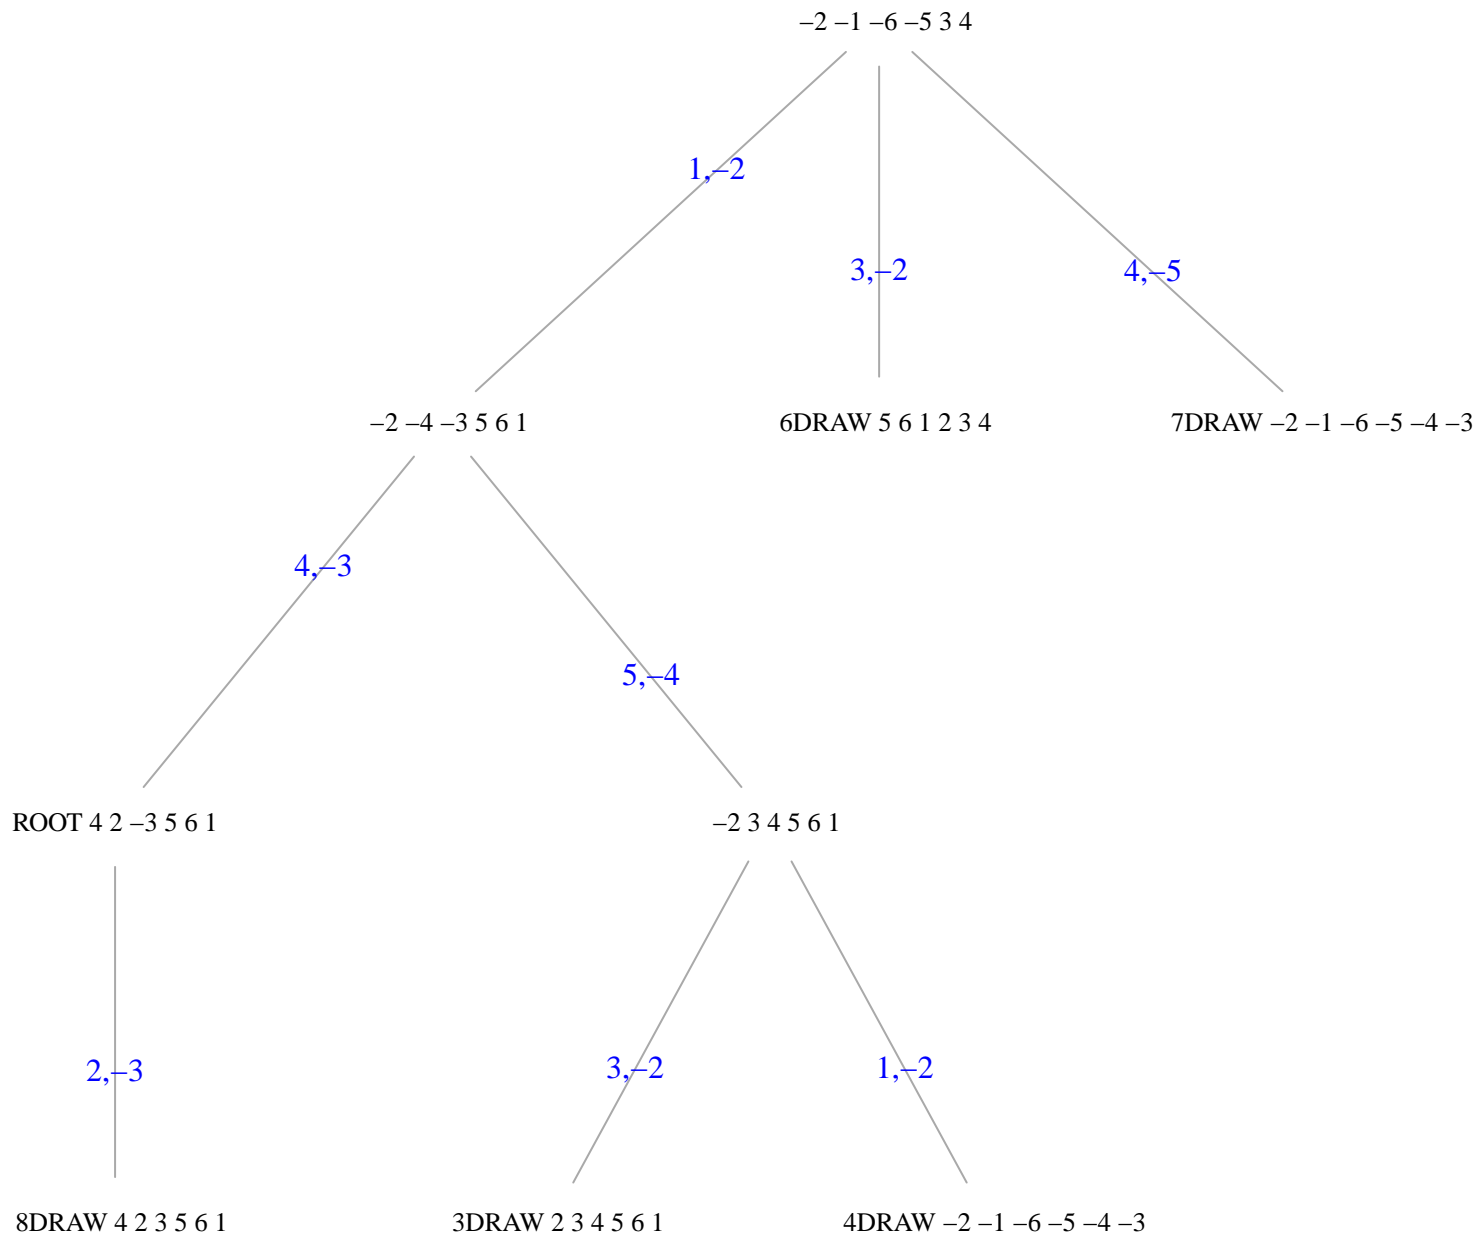 –2 –1 –6 –5 3 4
1,–2
3,–2
4,–5
–2 –4 –3 5 6 1
6DRAW 5 6 1 2 3 4
7DRAW –2 –1 –6 –5 –4 –3
4,–3
5,–4
ROOT 4 2 –3 5 6 1
–2 3 4 5 6 1
2,–3
3,–2
1,–2
8DRAW 4 2 3 5 6 1
3DRAW 2 3 4 5 6 1
4DRAW –2 –1 –6 –5 –4 –3